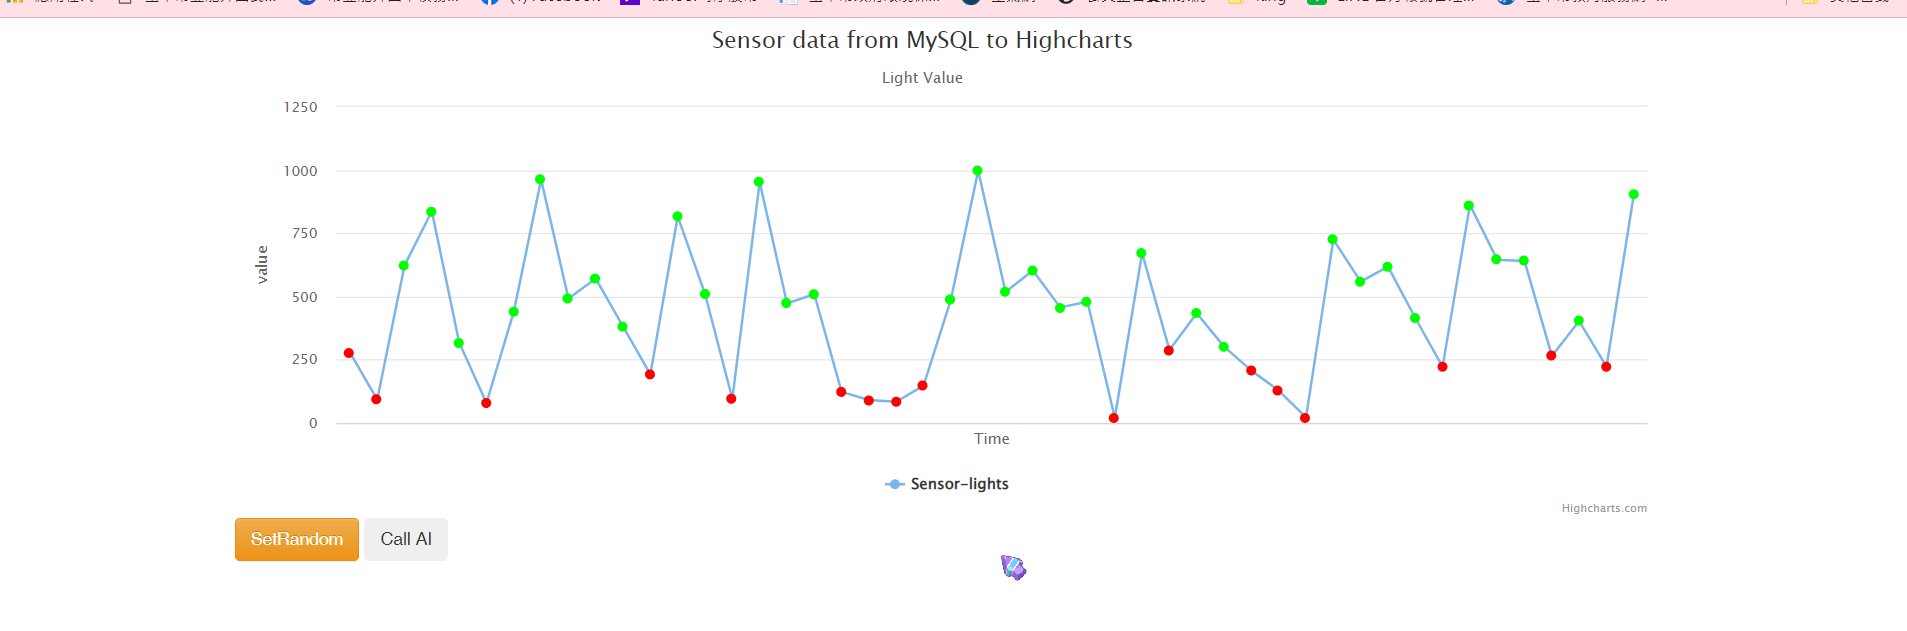 Sensor data from MySQL to Highcharts
Light Value
1250
1000
750
500
250
0
value
Time
Sensor-lights
Highcharts.com
SetRandom
Call AI